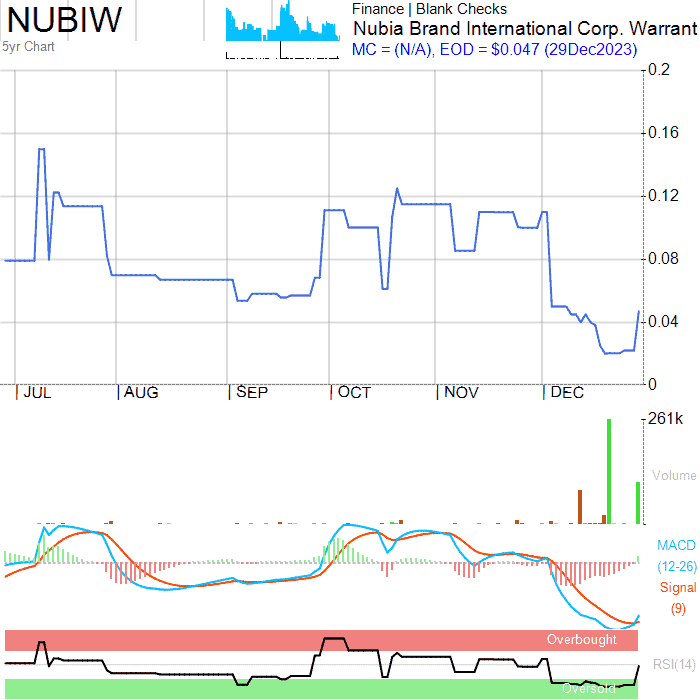 NUBIW
Finance | Blank Checks
Nubia Brand International Corp. Warrant
5yr Chart
MC = (N/A), EOD = $0.047 (29Dec2023)
0.2
0.16
0.12
0.08
0.04
0
JUL
AUG
SEP
OCT
NOV
DEC
261k
Volume
MACD
(12-26)
Signal
(9)
Overbought
RSI(14)
Oversold